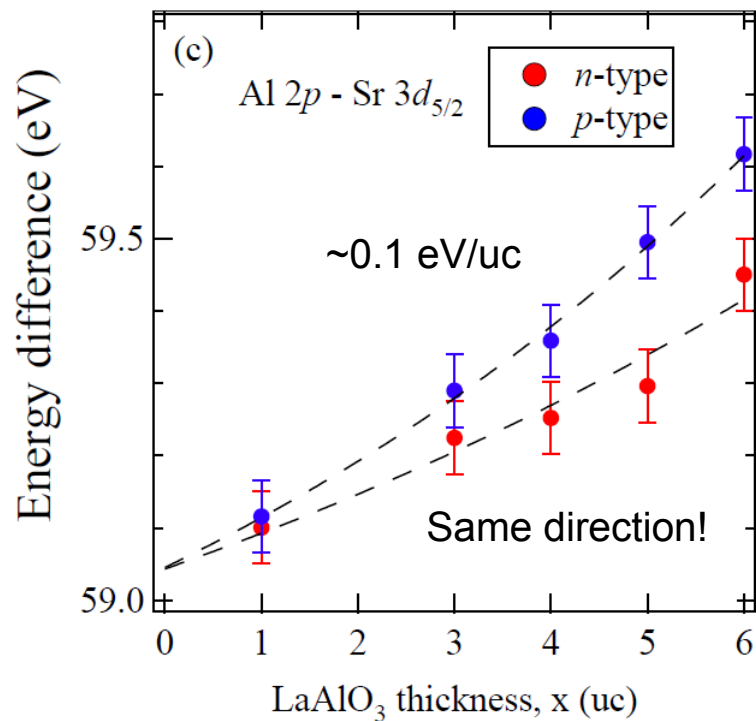 (c)
Al 2p - Sr 3d₅/₂
n-type
p-type
Energy difference (eV)
59.5
59.0
~0.1 eV/uc
Same direction!
0 1 2 3 4 5 6
LaAlO₃ thickness, x (uc)